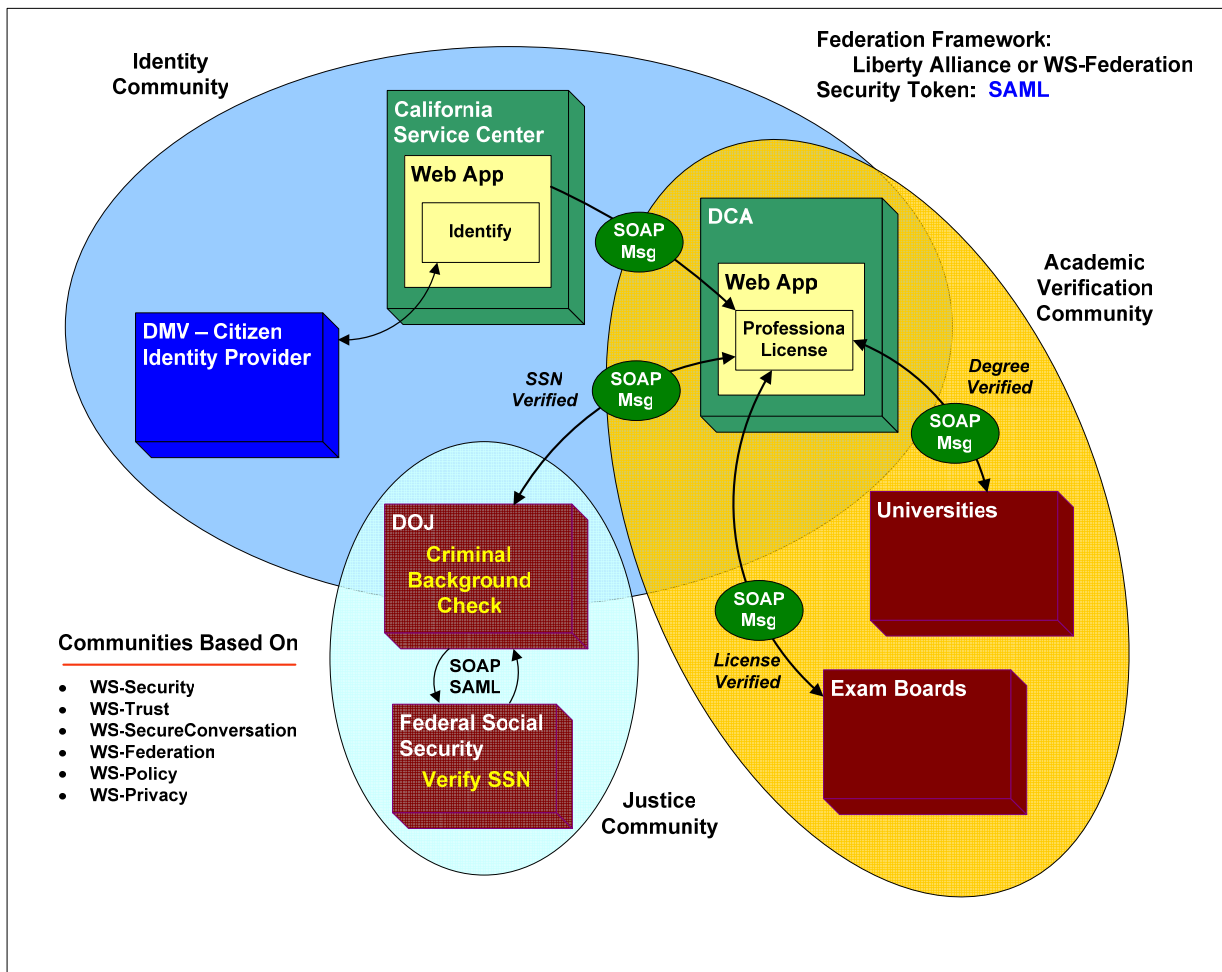 Identity
Community
Federation Framework:
Liberty Alliance or WS-Federation
Security Token: SAML
California
Service Center
Web App
Identify
SOAP
Msg
DCA
Web App
Professiona
License
Academic
Verification
Community
DMV – Citizen
Identity Provider
SSN
Verified
SOAP
Msg
Degree
Verified
SOAP
Msg
Universities
DOJ
Criminal
Background
Check
SOAP
Msg
License
Verified
Exam Boards
SOAP
SAML
Federal Social
Security
Verify SSN
Justice
Community
Communities Based On
• WS-Security
• WS-Trust
• WS-SecureConversation
• WS-Federation
• WS-Policy
• WS-Privacy